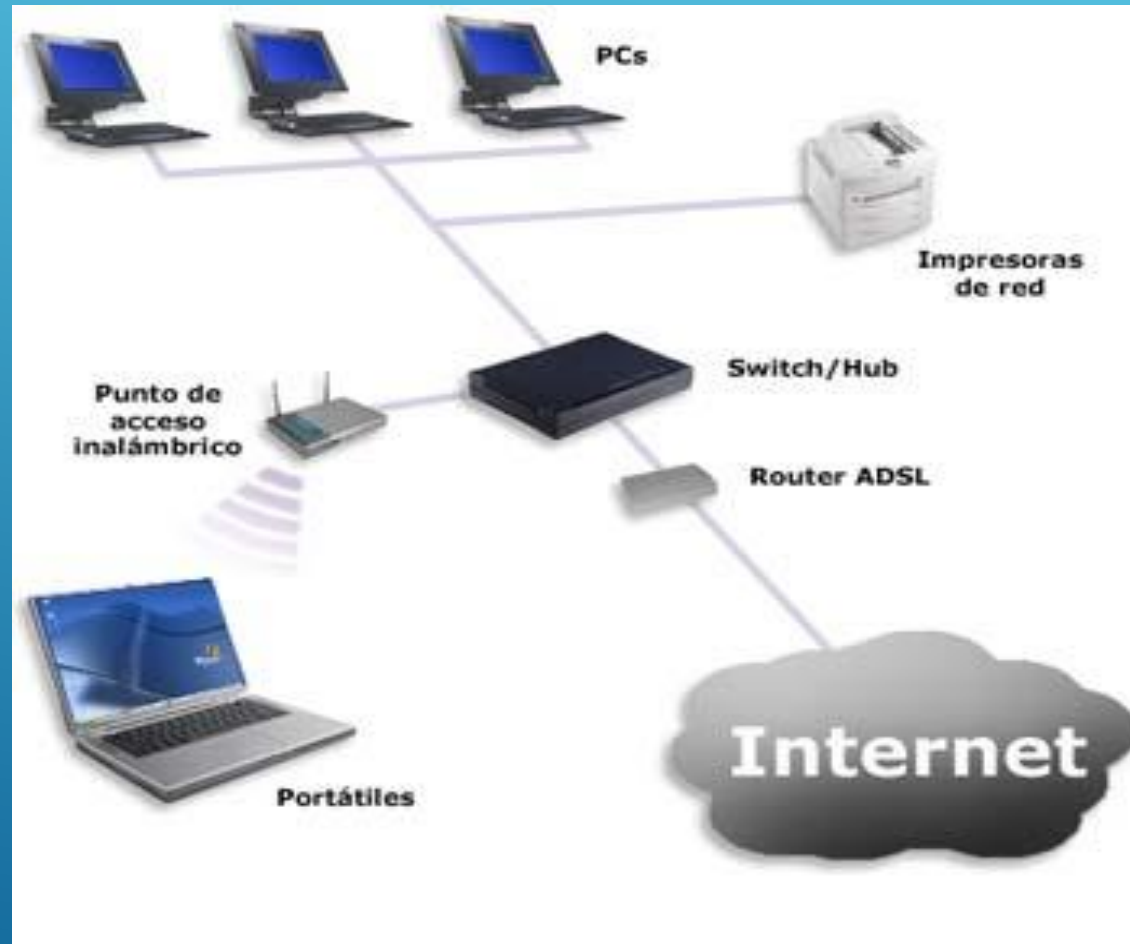 PCs
Impresoras
de red
Switch/Hub
Punto de
acceso
inalámbrico
Router ADSL
Internet
Portátiles